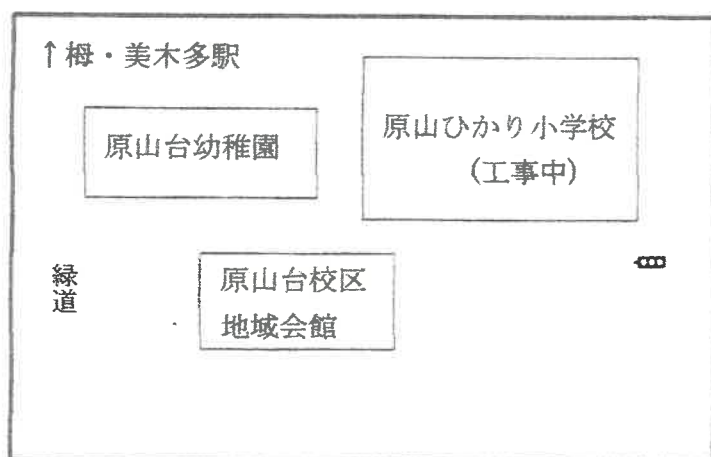 ↑栂・美木多駅
原山台幼稚園
原山ひかり小学校
(工事中)
緑道
原山台校区
地域会館